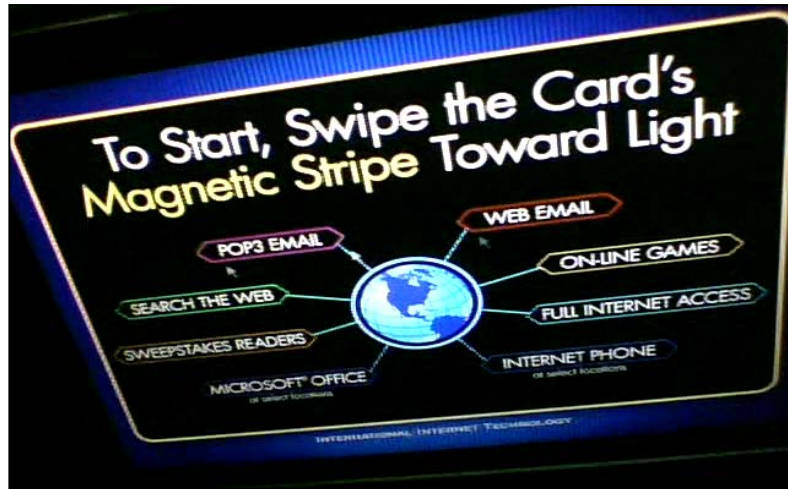 To Start, Swipe the Card's
Magnetic Stripe Toward Light
WEB EMAIL
POP3 EMAIL
ON-LINE GAMES
SEARCH THE WEB
FULL INTERNET ACCESS
SWEEPSTAKES READERS
INTERNET PHONE
at select locations
MICROSOFT® OFFICE
at select locations
INTERNATIONAL INTERNET TECHNOLOGY